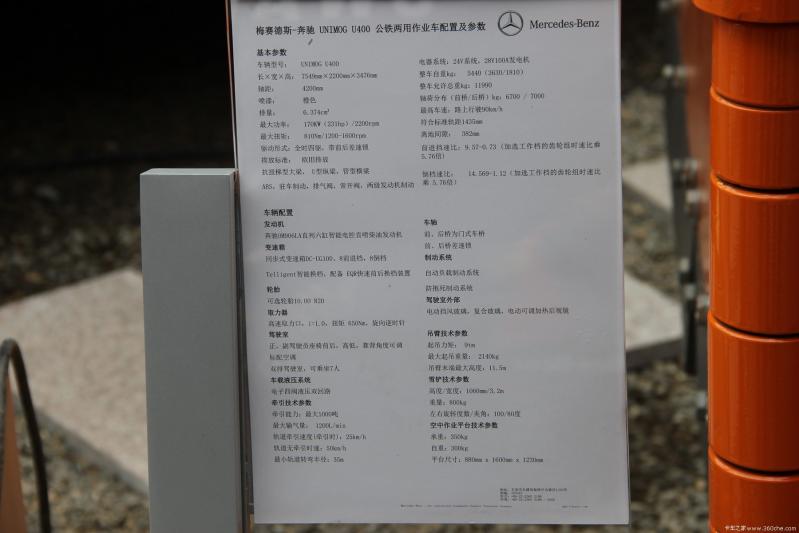 梅赛德斯-奔驰 UNIMOG U400 公铁两用作业车配置及参数
Mercedes-Benz
基本参数
车辆型号: UNIMOG U400
长×宽×高: 7549mm×2200mm×3476mm
轴距: 4200mm
喷漆: 橙色
排量: 6.374cm³
最大功率: 170KW (231hp)/2200rpm
最大扭矩: 810Nm/1200-1600rpm
驱动形式: 全时四驱, 带前后差速锁
排放标准: 欧III排放
抗扭梯型大梁, U型纵梁, 管型横梁
ABS, 驻车制动, 排气阀, 常开阀, 两级发动机制动
电器系统: 24V系统, 28V100A发电机
整车自重kg: 5440 (3630/1810)
整车允许总重kg: 11990
轴荷分布 (前桥/后桥) kg: 6700 / 7000
最高车速: 路上行驶90km/h
符合标准轨距1435mm
离地间隙: 382mm
前进挡速比: 9.57-0.73 (加选工作档的齿轮组时速比乘
5.76倍)
倒档速比: 14.569-1.12 (加选工作档的齿轮组时速比
乘 5.76倍)
车辆配置
发动机
奔驰OM906LA直列六缸智能电控直喷柴油发动机
变速箱
同步式变速箱DC-UG100, 8前进档, 6倒档
Telligent智能换档, 配备 EQR快速前后换档装置
轮胎
可选轮胎10.00 R20
取力器
高速取力口, i=1.0, 扭矩 650Nm, 旋向逆时针
驾驶室
正, 副驾驶员座椅前后, 高低, 靠背角度可调
标配空调
双排驾驶室, 可乘坐7人
车载液压系统
电子四阀液压双回路
牵引技术参数
牵引能力: 最大1000吨
最大输气量: 1200L/min
轨道牵引速度(牵引时): 25km/h
轨道无牵引时速: 50km/h
最小轨道转弯半径: 55m
车轴
前, 后桥为门式车桥
前, 后桥差速锁
制动系统
自动负载制动系统
防抱死制动系统
驾驶室外部
电动挡风玻璃, 复合玻璃, 电动可调加热后视镜
吊臂技术参数
起吊力矩: 9tm
最大起吊重量: 2140kg
吊臂末端最大高度: 11.5m
雪铲技术参数
高度/宽度: 1000mm/3.2m
重量: 800kg
左右旋转度数/夹角: 100/60度
空中作业平台技术参数
承重: 350kg
自重: 300kg
平台尺寸: 880mm x 1600mm x 1220mm
卡车之家 www.360che.com